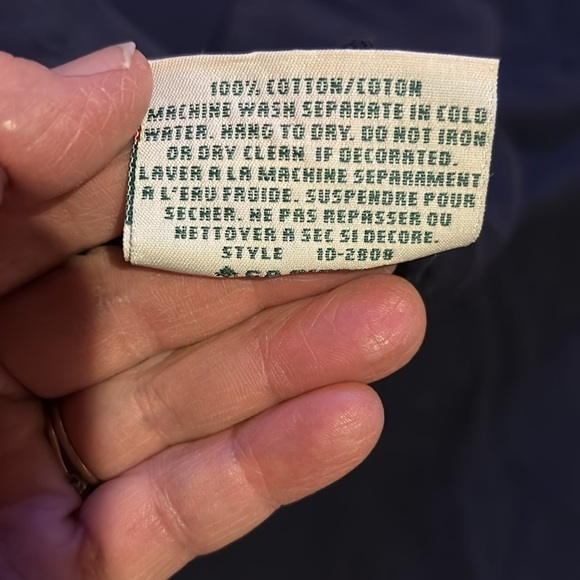 100% COTTON/COTON
MACHINE WASH SEPARATE IN COLD
WATER. HANG TO DRY. DO NOT IRON
OR DRY CLEAN IF DECORATED.
LAVER A LA MACHINE SEPARAMENT
A L'EAU FROIDE. SUSPENDRE POUR
SECHER. NE PAS REPASSER OU
NETTOYER A SEC SI DECORE.
STYLE 10-2808